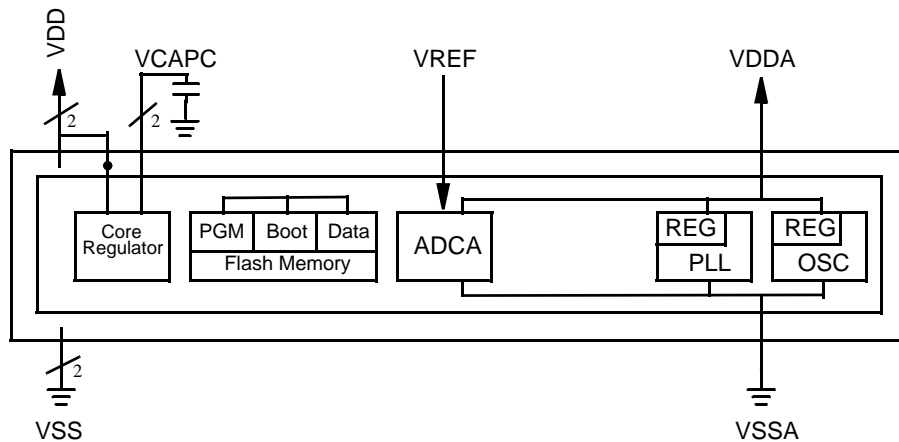 VDD
VCAPC
VREF
VDDA
2
2
Core
Regulator
PGM
Boot
Data
Flash Memory
ADCA
REG
PLL
REG
OSC
2
VSS
VSSA